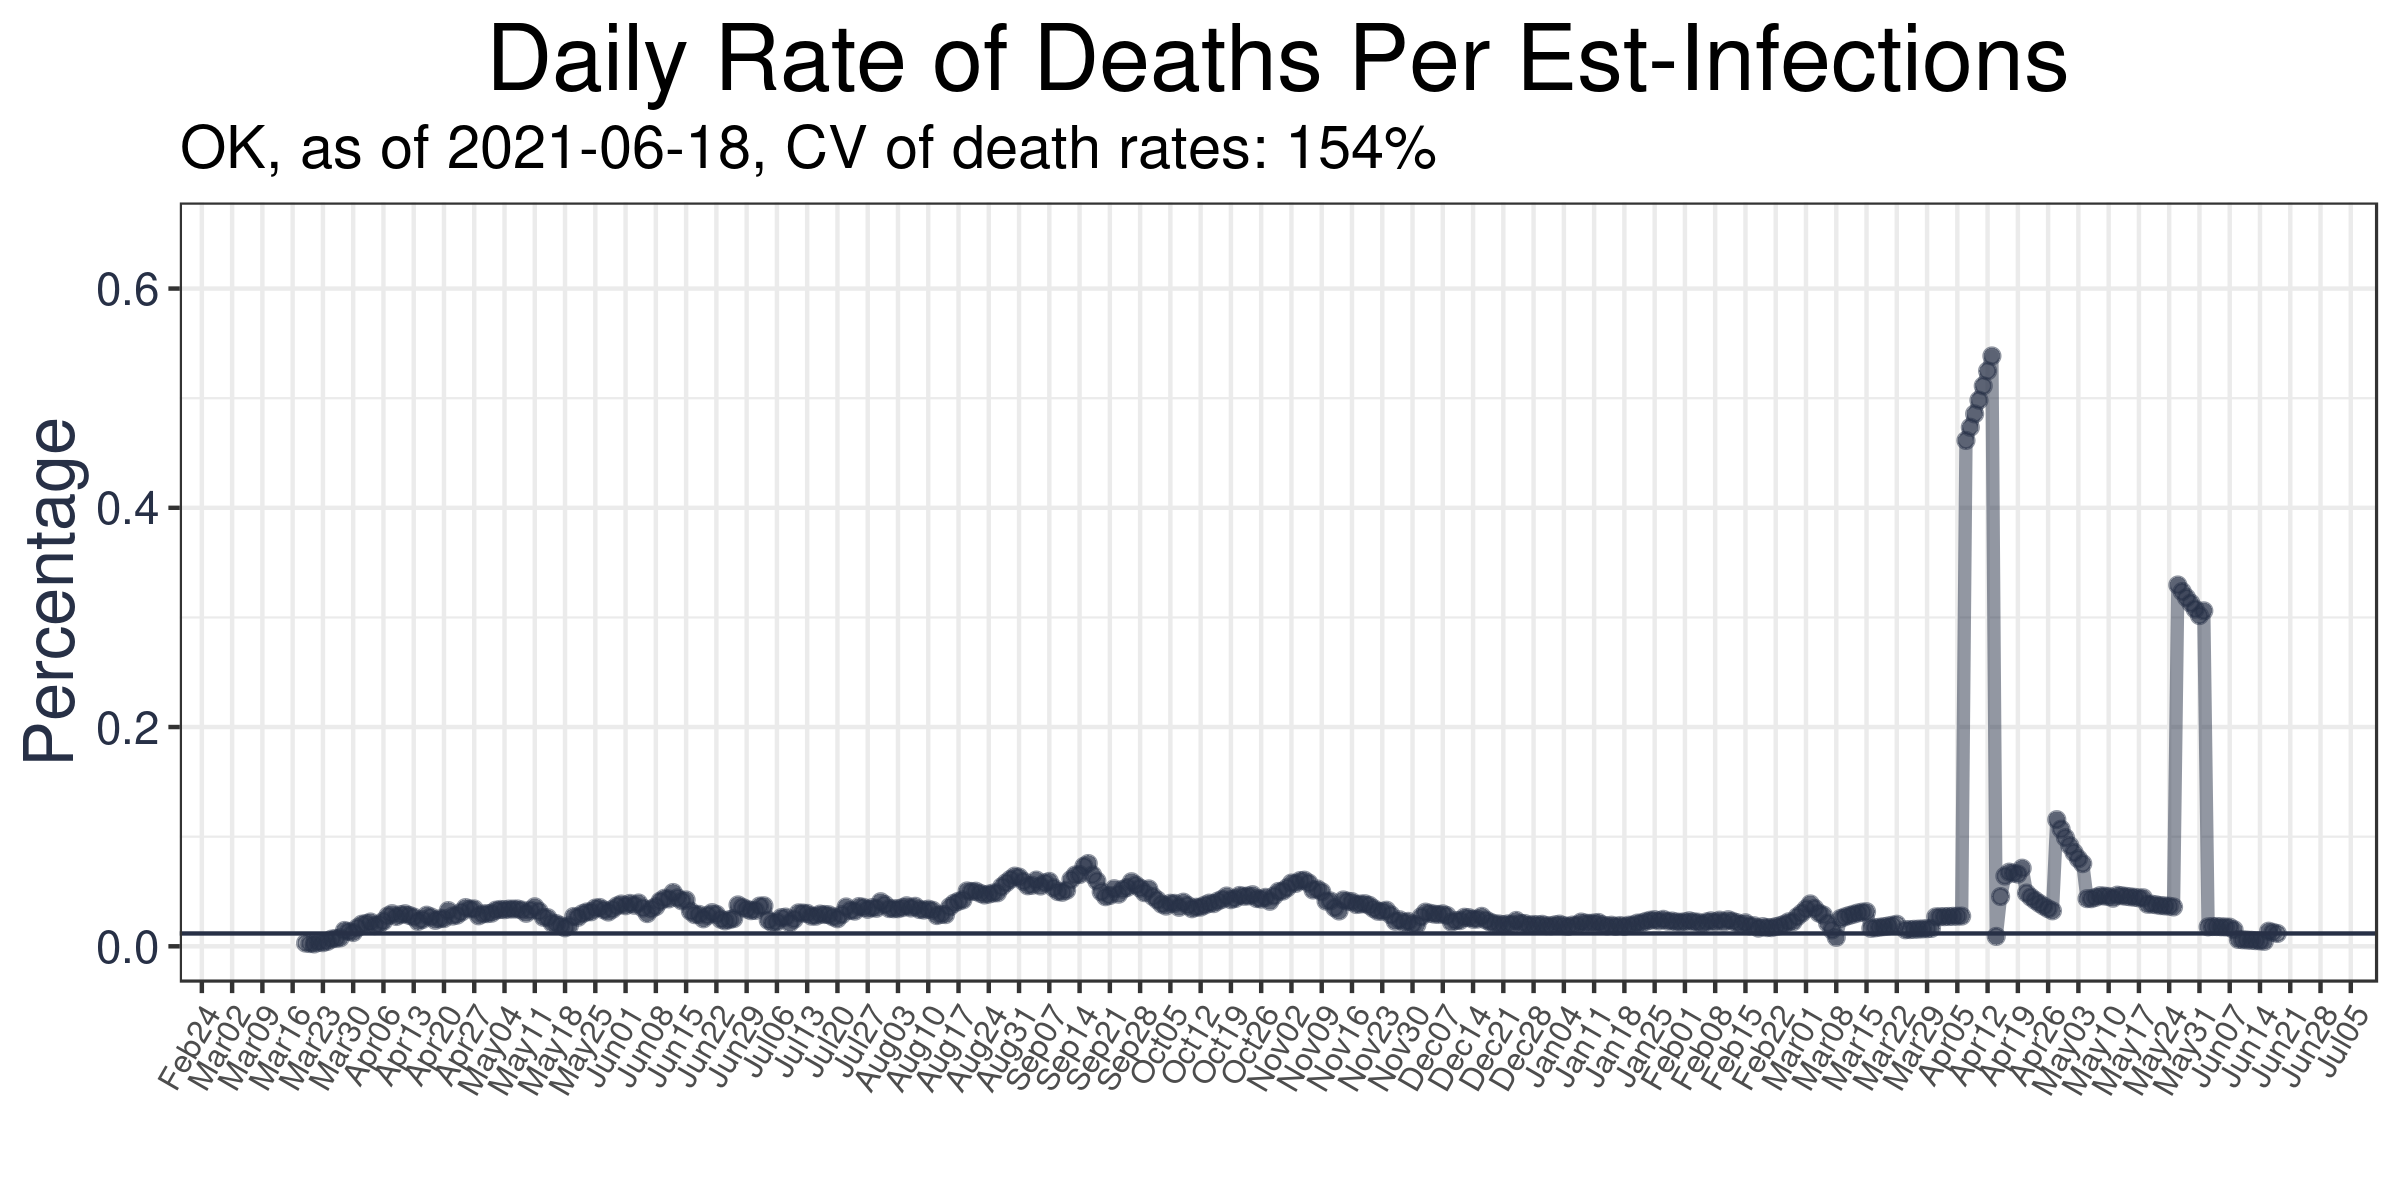 Daily Rate of Deaths Per Est-Infections
OK, as of 2021-06-18, CV of death rates: 154%
Percentage
0.6
0.4
0.2
0.0
Feb24
Mar02
Mar09
Mar16
Mar23
Mar30
Apr06
Apr13
Apr20
Apr27
May04
May11
May18
May25
Jun01
Jun08
Jun15
Jun22
Jun29
Jul06
Jul13
Jul20
Jul27
Aug03
Aug10
Aug17
Aug24
Aug31
Sep07
Sep14
Sep21
Sep28
Oct05
Oct12
Oct19
Oct26
Nov02
Nov09
Nov16
Nov23
Nov30
Dec07
Dec14
Dec21
Dec28
Jan04
Jan11
Jan18
Jan25
Feb01
Feb08
Feb15
Feb22
Mar01
Mar08
Mar15
Mar22
Mar29
Apr05
Apr12
Apr19
Apr26
May03
May10
May17
May24
May31
Jun07
Jun14
Jun21
Jun28
Jul05